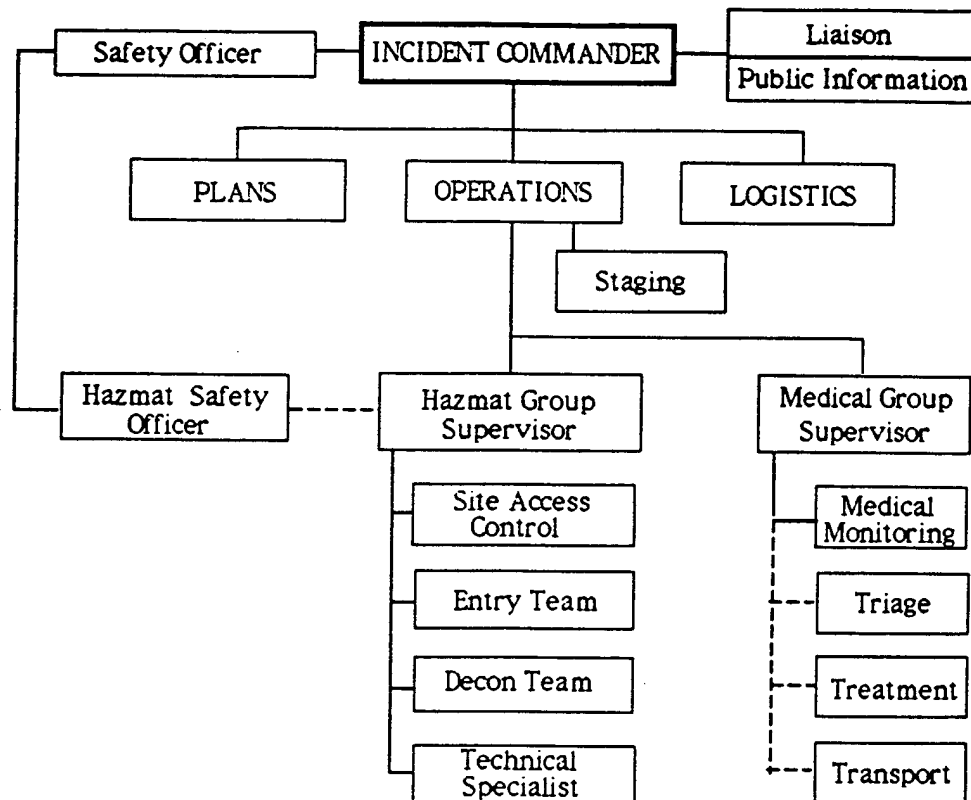 Safety Officer
INCIDENT COMMANDER
Liaison
Public Information
PLANS
OPERATIONS
LOGISTICS
Staging
Hazmat Safety
Officer
Hazmat Group
Supervisor
Medical Group
Supervisor
Site Access
Control
Entry Team
Decon Team
Technical
Specialist
Medical
Monitoring
Triage
Treatment
Transport